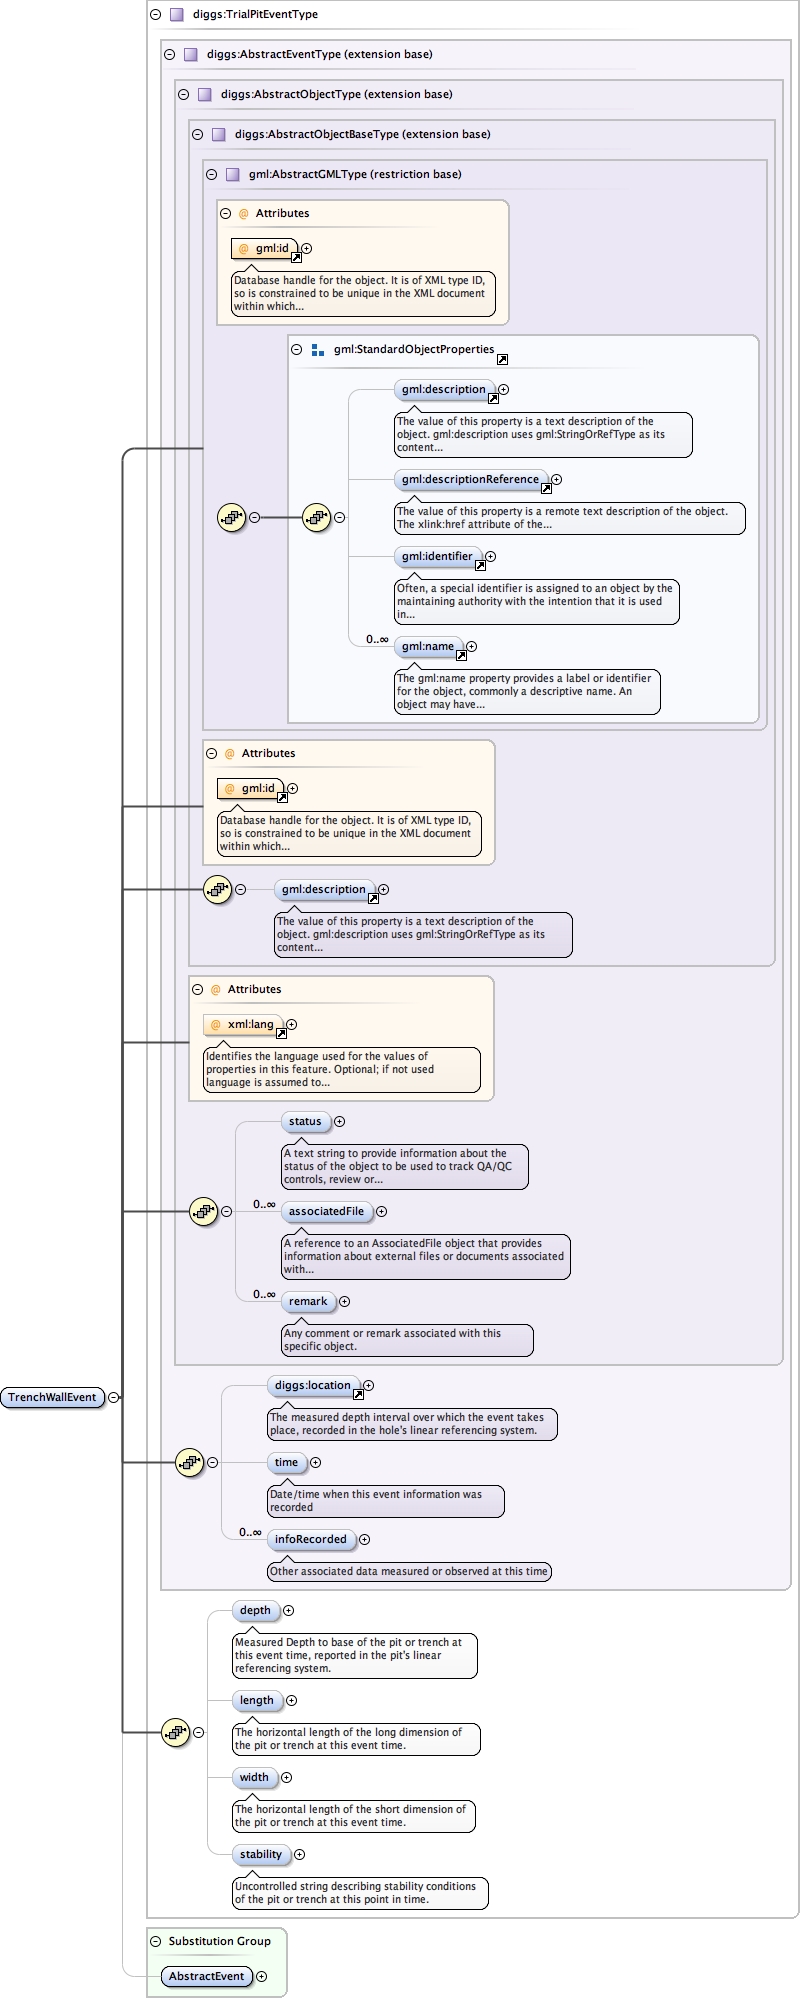 diggs:TrialPitEventType
diggs:AbstractEventType (extension base)
diggs:AbstractObjectType (extension base)
diggs:AbstractObjectBaseType (extension base)
gml:AbstractGMLType (restriction base)
@ Attributes
@ gml:id
Database handle for the object. It is of XML type ID,
so is constrained to be unique in the XML document
within which...
gml:StandardObjectProperties
gml:description
The value of this property is a text description of the
object. gml:description uses gml:StringOrRefType as its
content...
gml:descriptionReference
The value of this property is a remote text description of the object.
The xlink:href attribute of the...
gml:identifier
Often, a special identifier is assigned to an object by the
maintaining authority with the intention that it is used
in...
0..∞
gml:name
The gml:name property provides a label or identifier
for the object, commonly a descriptive name. An
object may have...
@ Attributes
@ gml:id
Database handle for the object. It is of XML type ID,
so is constrained to be unique in the XML document
within which...
gml:description
The value of this property is a text description of the
object. gml:description uses gml:StringOrRefType as its
content...
@ Attributes
@ xml:lang
Identifies the language used for the values of
properties in this feature. Optional; if not used
language is assumed to...
status
A text string to provide information about the
status of the object to be used to track QA/QC
controls, review or...
0..∞
associatedFile
A reference to an AssociatedFile object that provides
information about external files or documents associated
with...
0..∞
remark
Any comment or remark associated with this
specific object.
TrenchWallEvent
diggs:location
The measured depth interval over which the event takes
place, recorded in the hole's linear referencing system.
time
Date/time when this event information was
recorded
0..∞
infoRecorded
Other associated data measured or observed at this time
depth
Measured Depth to base of the pit or trench at
this event time, reported in the pit's linear
referencing system.
length
The horizontal length of the long dimension of
the pit or trench at this event time.
width
The horizontal length of the short dimension of
the pit or trench at this event time.
stability
Uncontrolled string describing stability conditions
of the pit or trench at this point in time.
Substitution Group
AbstractEvent